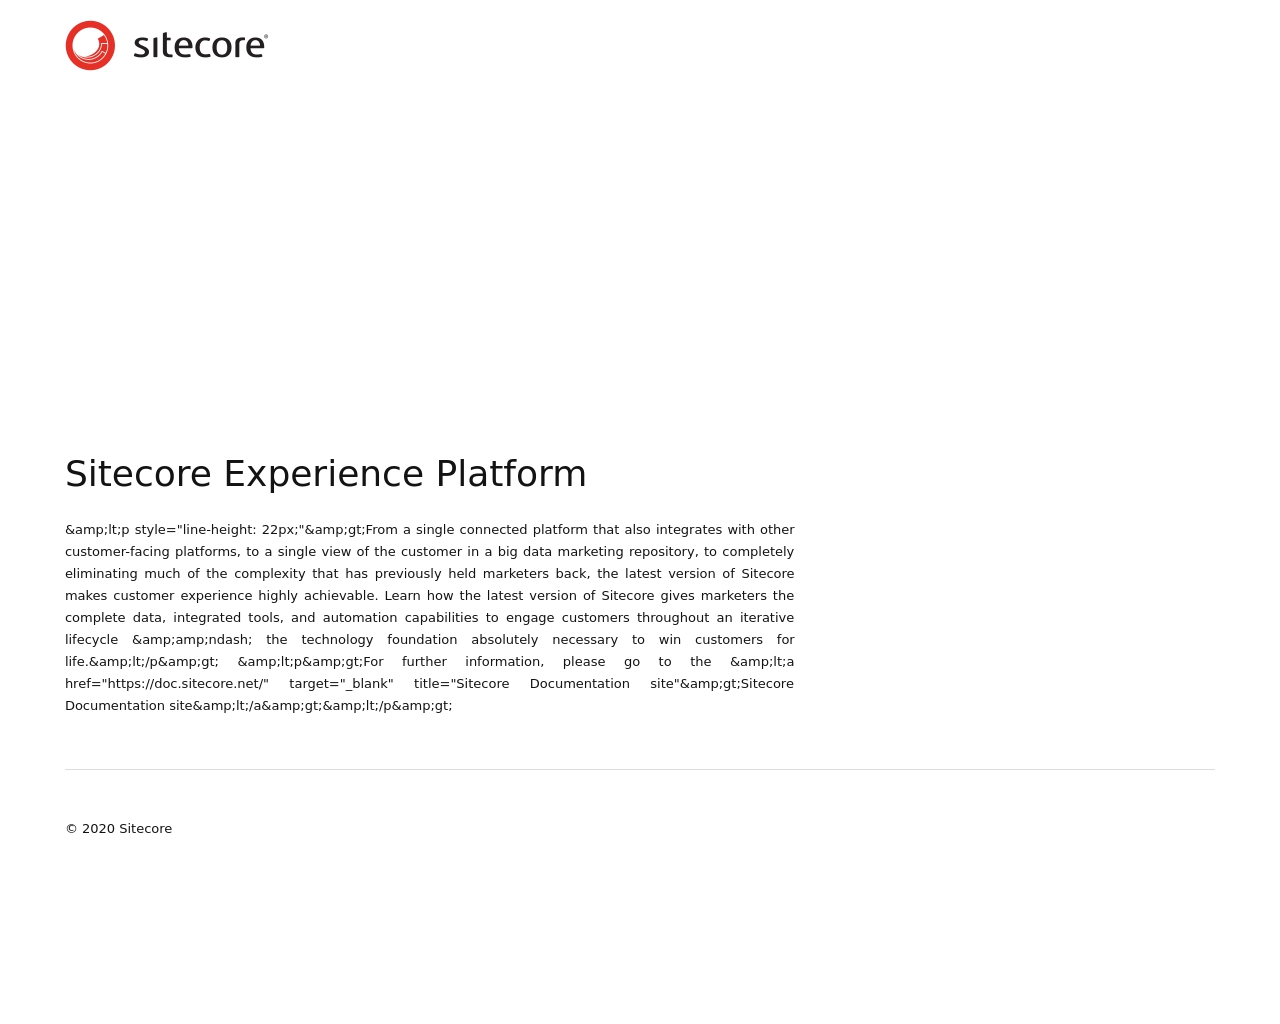 sitecore®
Sitecore Experience Platform
&amp;lt;p style="line-height: 22px;"&amp;gt;From a single connected platform that also integrates with other
customer-facing platforms, to a single view of the customer in a big data marketing repository, to completely
eliminating much of the complexity that has previously held marketers back, the latest version of Sitecore
makes customer experience highly achievable. Learn how the latest version of Sitecore gives marketers the
complete data, integrated tools, and automation capabilities to engage customers throughout an iterative
lifecycle &amp;amp;ndash; the technology foundation absolutely necessary to win customers for
life.&amp;lt;/p&amp;gt; &amp;lt;p&amp;gt;For further information, please go to the &amp;lt;a
href="https://doc.sitecore.net/" target="_blank" title="Sitecore Documentation site"&amp;gt;Sitecore
Documentation site&amp;lt;/a&amp;gt;&amp;lt;/p&amp;gt;
© 2020 Sitecore